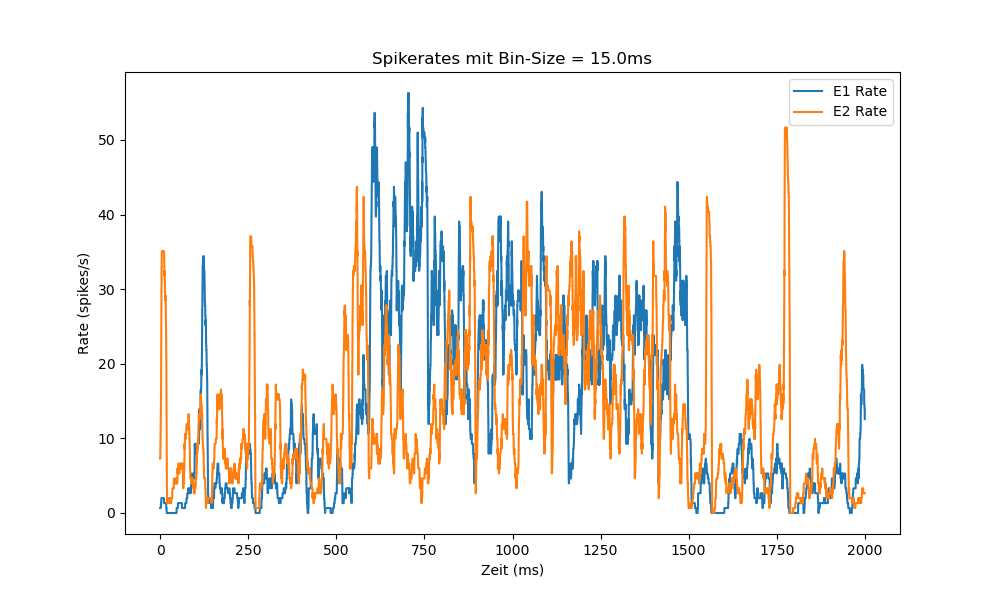 Spikerates mit Bin-Size = 15.0ms
E1 Rate
E2 Rate
50
40
30
20
10
0
Rate (spikes/s)
0 250 500 750 1000 1250 1500 1750 2000
Zeit (ms)